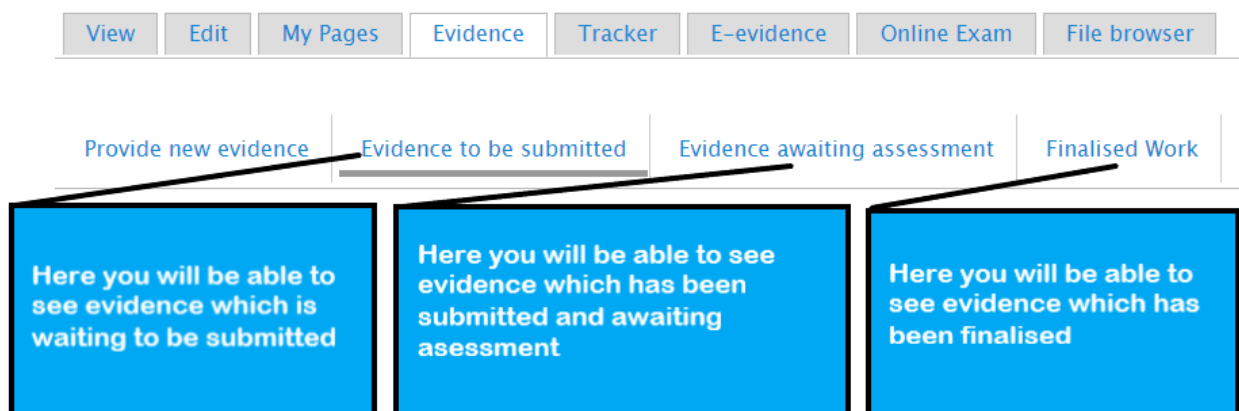 View Edit My Pages Evidence Tracker E-evidence Online Exam File browser
Provide new evidence Evidence to be submitted Evidence awaiting assessment Finalised Work
Here you will be able to
see evidence which is
waiting to be submitted
Here you will be able to see
evidence which has been
submitted and awaiting
asessment
Here you will be able to
see evidence which has
been finalised